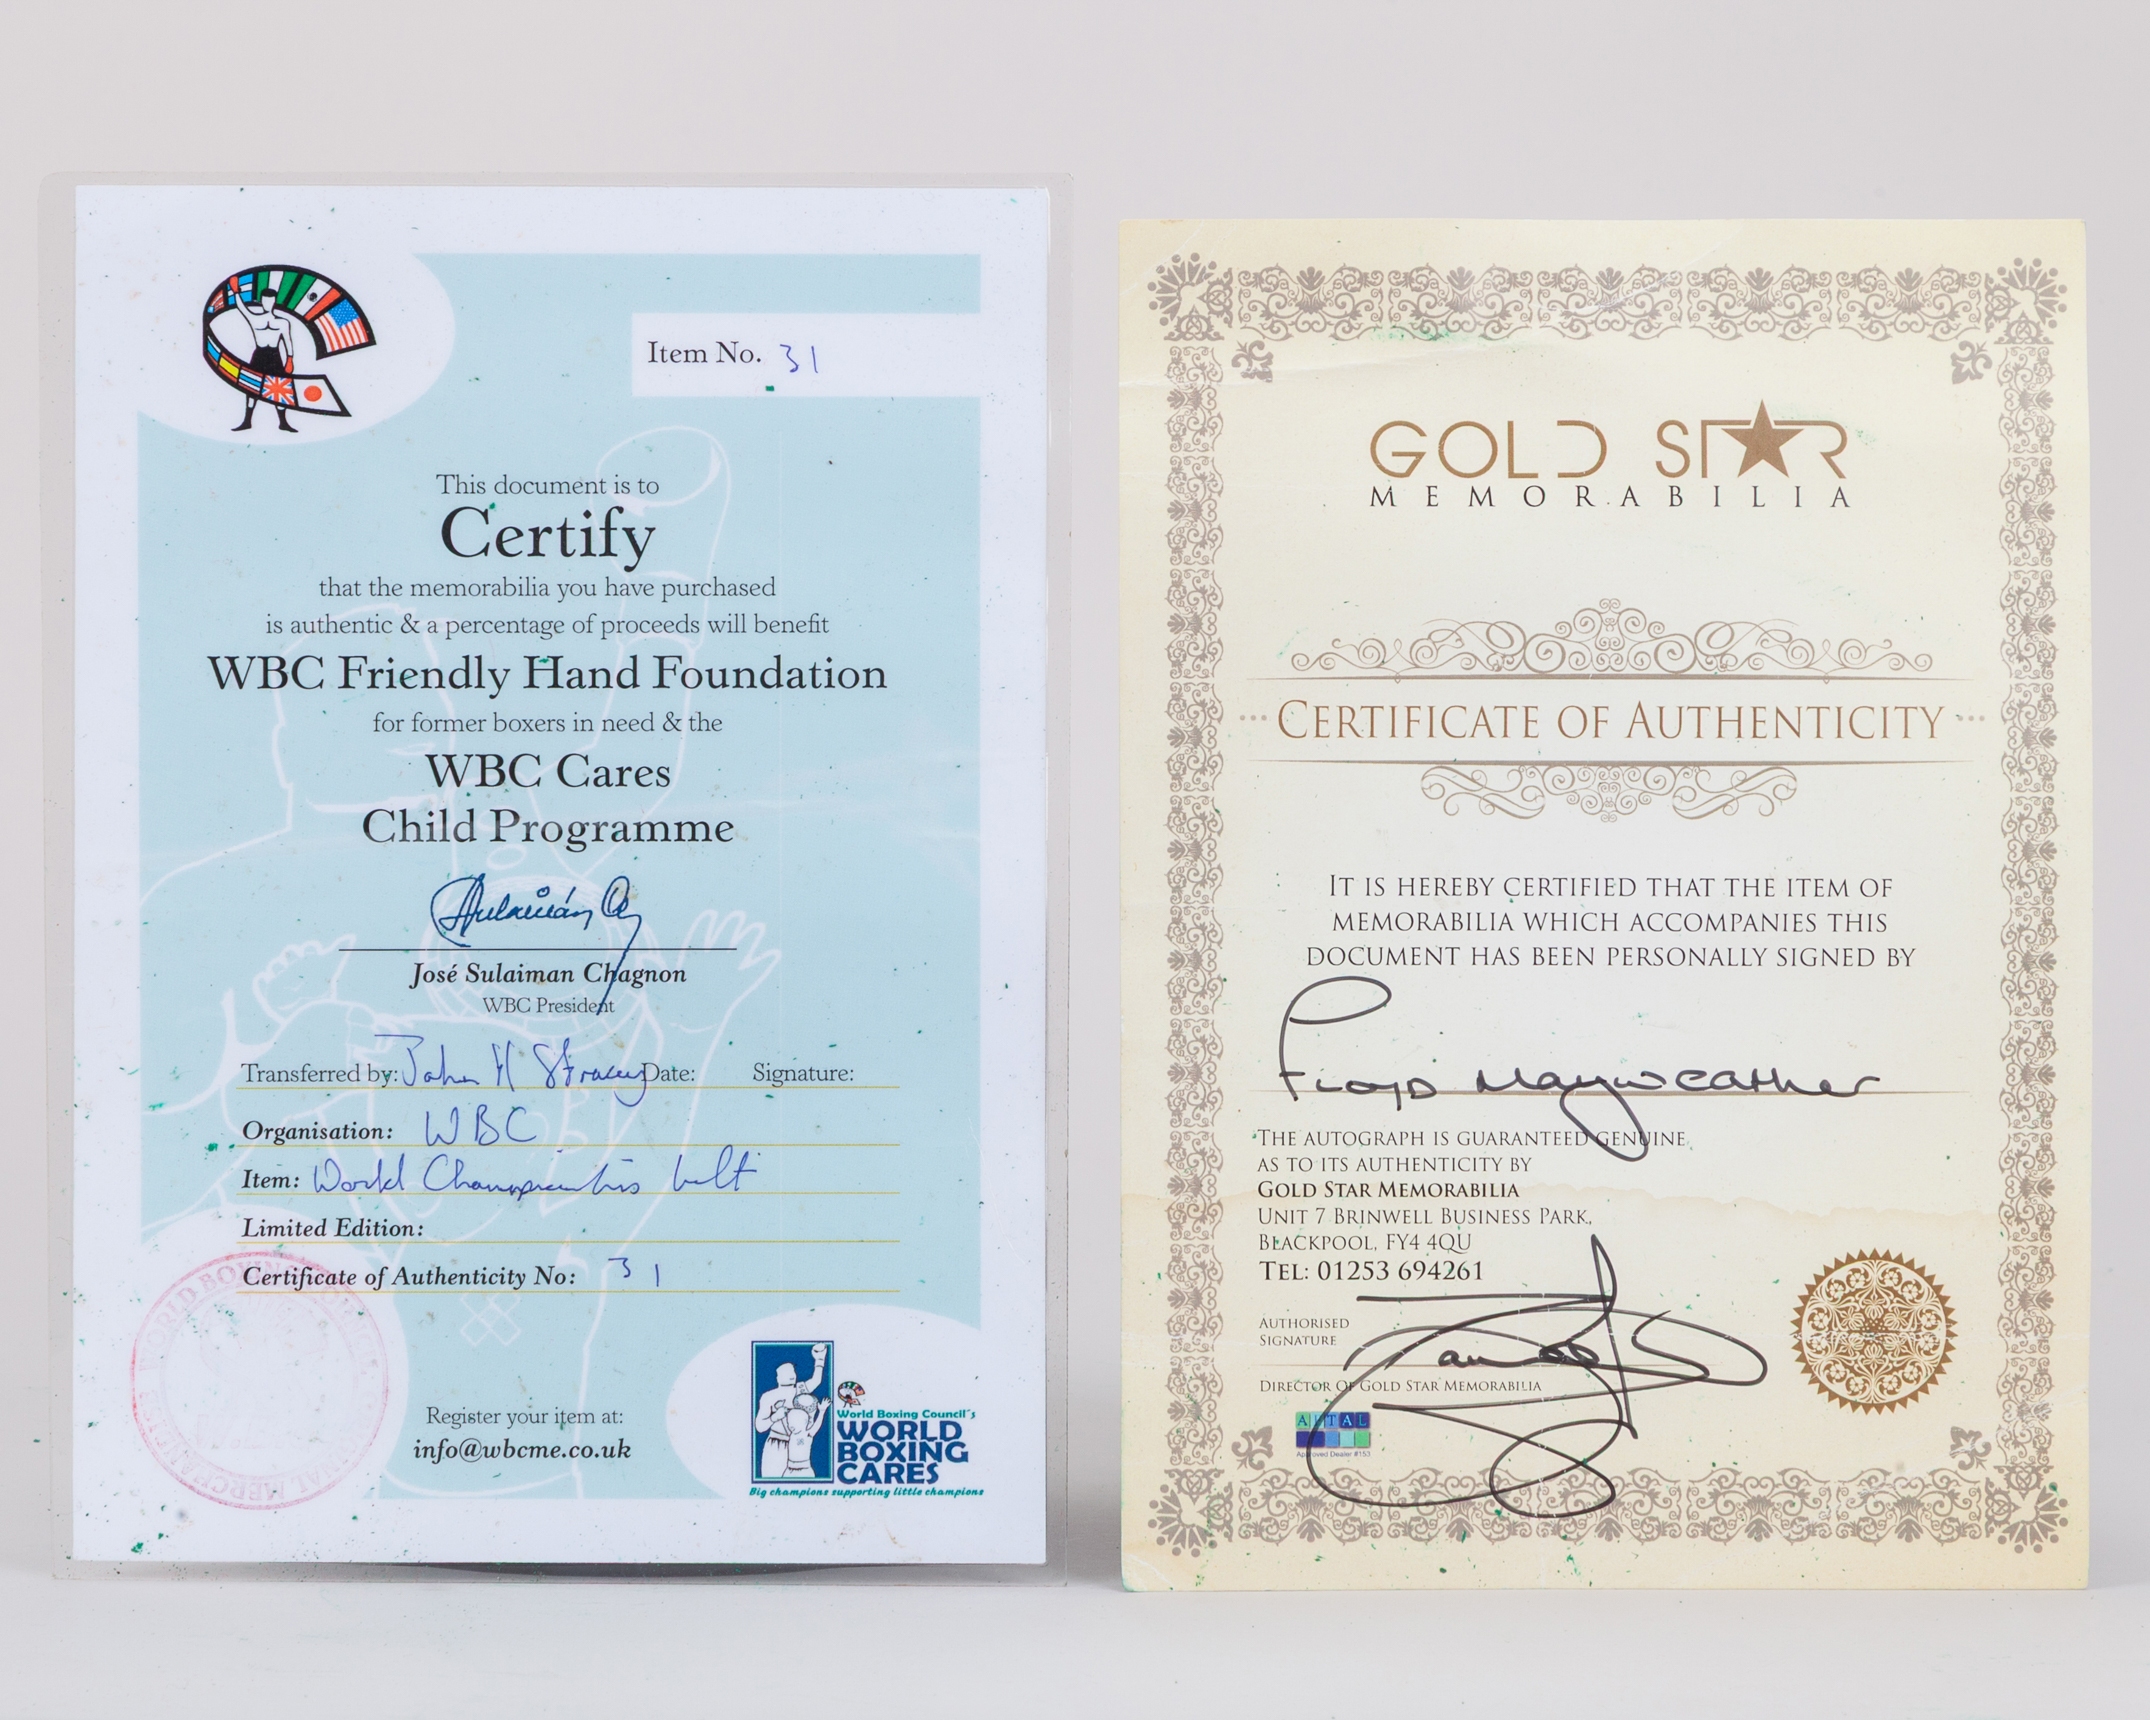 Item No. 31
This document is to
Certify
that the memorabilia you have purchased
is authentic & a percentage of proceeds will benefit
WBC Friendly Hand Foundation
for former boxers in need & the
WBC Cares
Child Programme
José Sulaiman Chagnon
WBC President
Transferred by: John H Stracey Date: Signature:
Organisation: WBC
Item: World Championships belt
Limited Edition:
Certificate of Authenticity No: 31
Register your item at:
info@wbcme.co.uk
World Boxing Council's
WORLD
BOXING
CARES
Big champions supporting little champions
GOLD STAR
MEMORABILIA
CERTIFICATE OF AUTHENTICITY
IT IS HEREBY CERTIFIED THAT THE ITEM OF
MEMORABILIA WHICH ACCOMPANIES THIS
DOCUMENT HAS BEEN PERSONALLY SIGNED BY
Floyd Mayweather
THE AUTOGRAPH IS GUARANTEED GENUINE
AS TO ITS AUTHENTICITY BY
GOLD STAR MEMORABILIA
UNIT 7 BRINWELL BUSINESS PARK,
BLACKPOOL, FY4 4QU
TEL: 01253 694261
AUTHORISED
SIGNATURE
DIRECTOR OF GOLD STAR MEMORABILIA
AFTAL
Approved Dealer #153